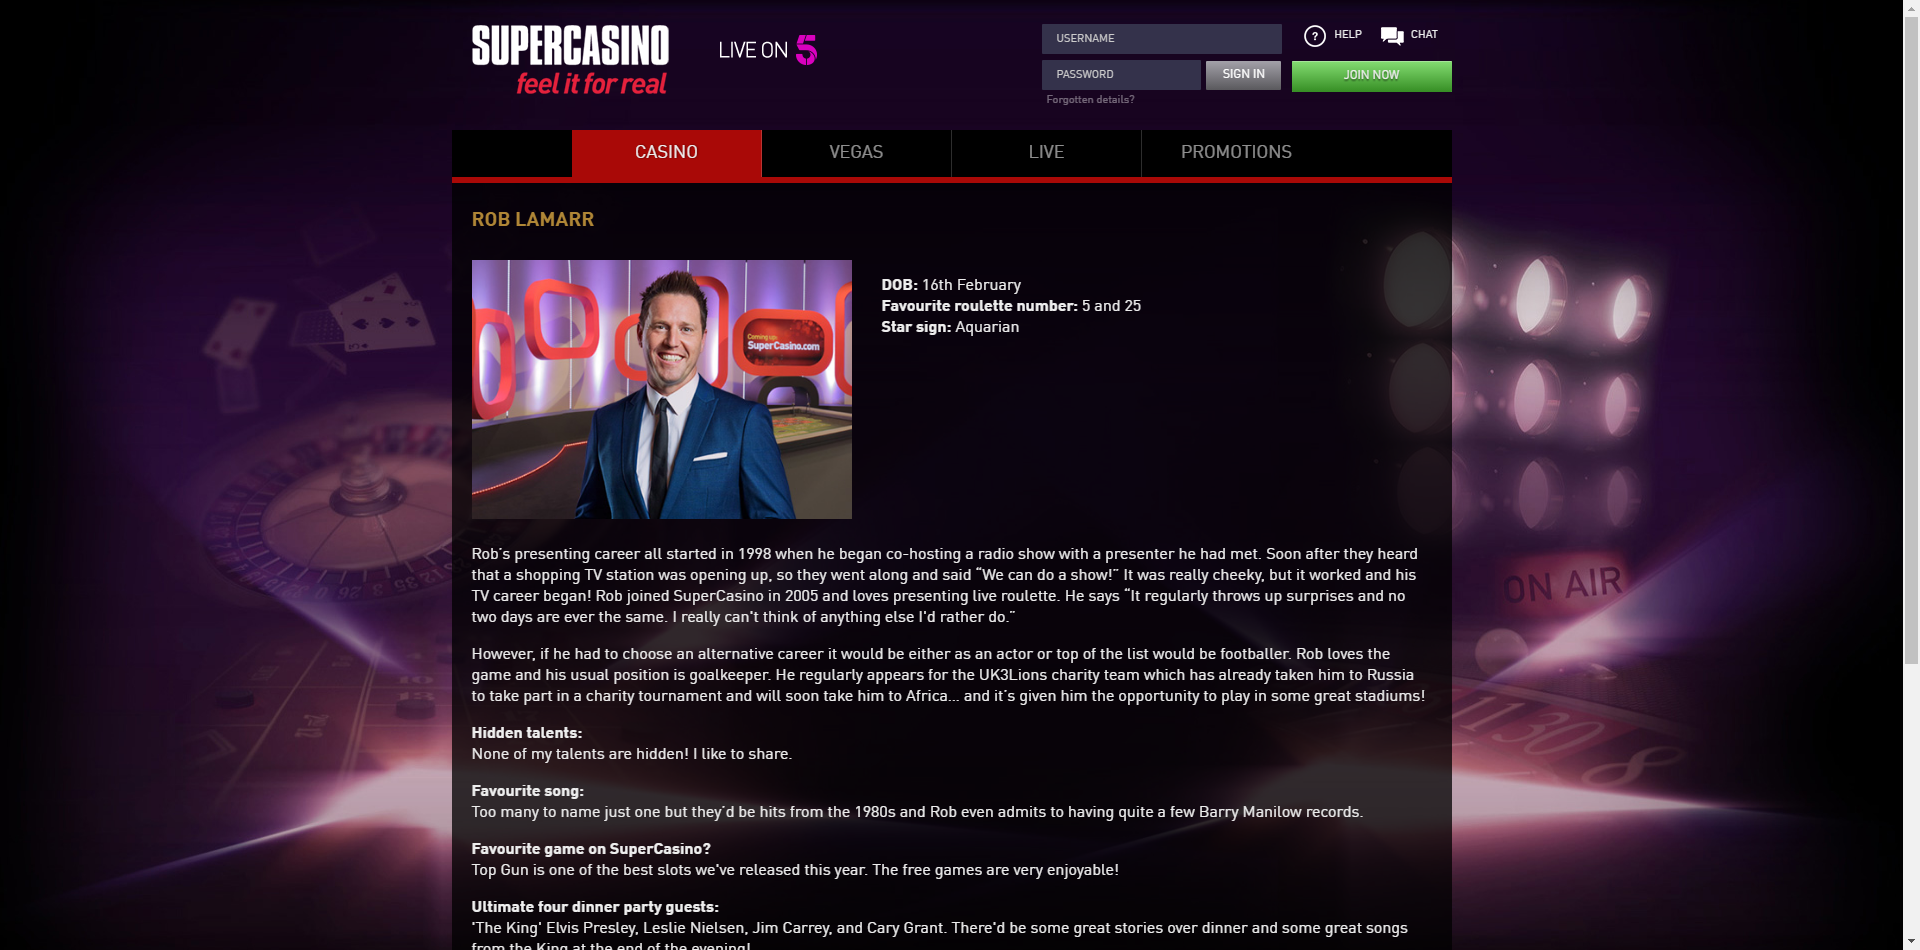 SUPERCASINO
feel it for real
LIVE ON 5
USERNAME
PASSWORD
SIGN IN
Forgotten details?
? HELP
CHAT
JOIN NOW
CASINO
VEGAS
LIVE
PROMOTIONS
ROB LAMARR
Coming up:
SuperCasino.com
DOB: 16th February
Favourite roulette number: 5 and 25
Star sign: Aquarian
Rob's presenting career all started in 1998 when he began co-hosting a radio show with a presenter he had met. Soon after they heard
that a shopping TV station was opening up, so they went along and said “We can do a show!” It was really cheeky, but it worked and his
TV career began! Rob joined SuperCasino in 2005 and loves presenting live roulette. He says “It regularly throws up surprises and no
two days are ever the same. I really can't think of anything else I'd rather do.”
However, if he had to choose an alternative career it would be either as an actor or top of the list would be footballer. Rob loves the
game and his usual position is goalkeeper. He regularly appears for the UK3Lions charity team which has already taken him to Russia
to take part in a charity tournament and will soon take him to Africa... and it's given him the opportunity to play in some great stadiums!
Hidden talents:
None of my talents are hidden! I like to share.
Favourite song:
Too many to name just one but they'd be hits from the 1980s and Rob even admits to having quite a few Barry Manilow records.
Favourite game on SuperCasino?
Top Gun is one of the best slots we've released this year. The free games are very enjoyable!
Ultimate four dinner party guests:
'The King' Elvis Presley, Leslie Nielsen, Jim Carrey, and Cary Grant. There'd be some great stories over dinner and some great songs
from the King at the end of the evening!
ON AIR
1 30
8